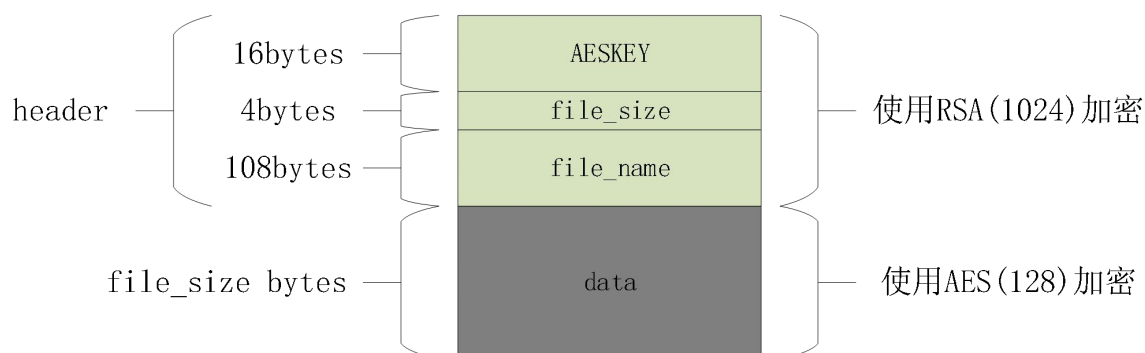 16bytes
AESKEY
header
4bytes
file_size
使用RSA(1024)加密
108bytes
file_name
file_size bytes
data
使用AES(128)加密